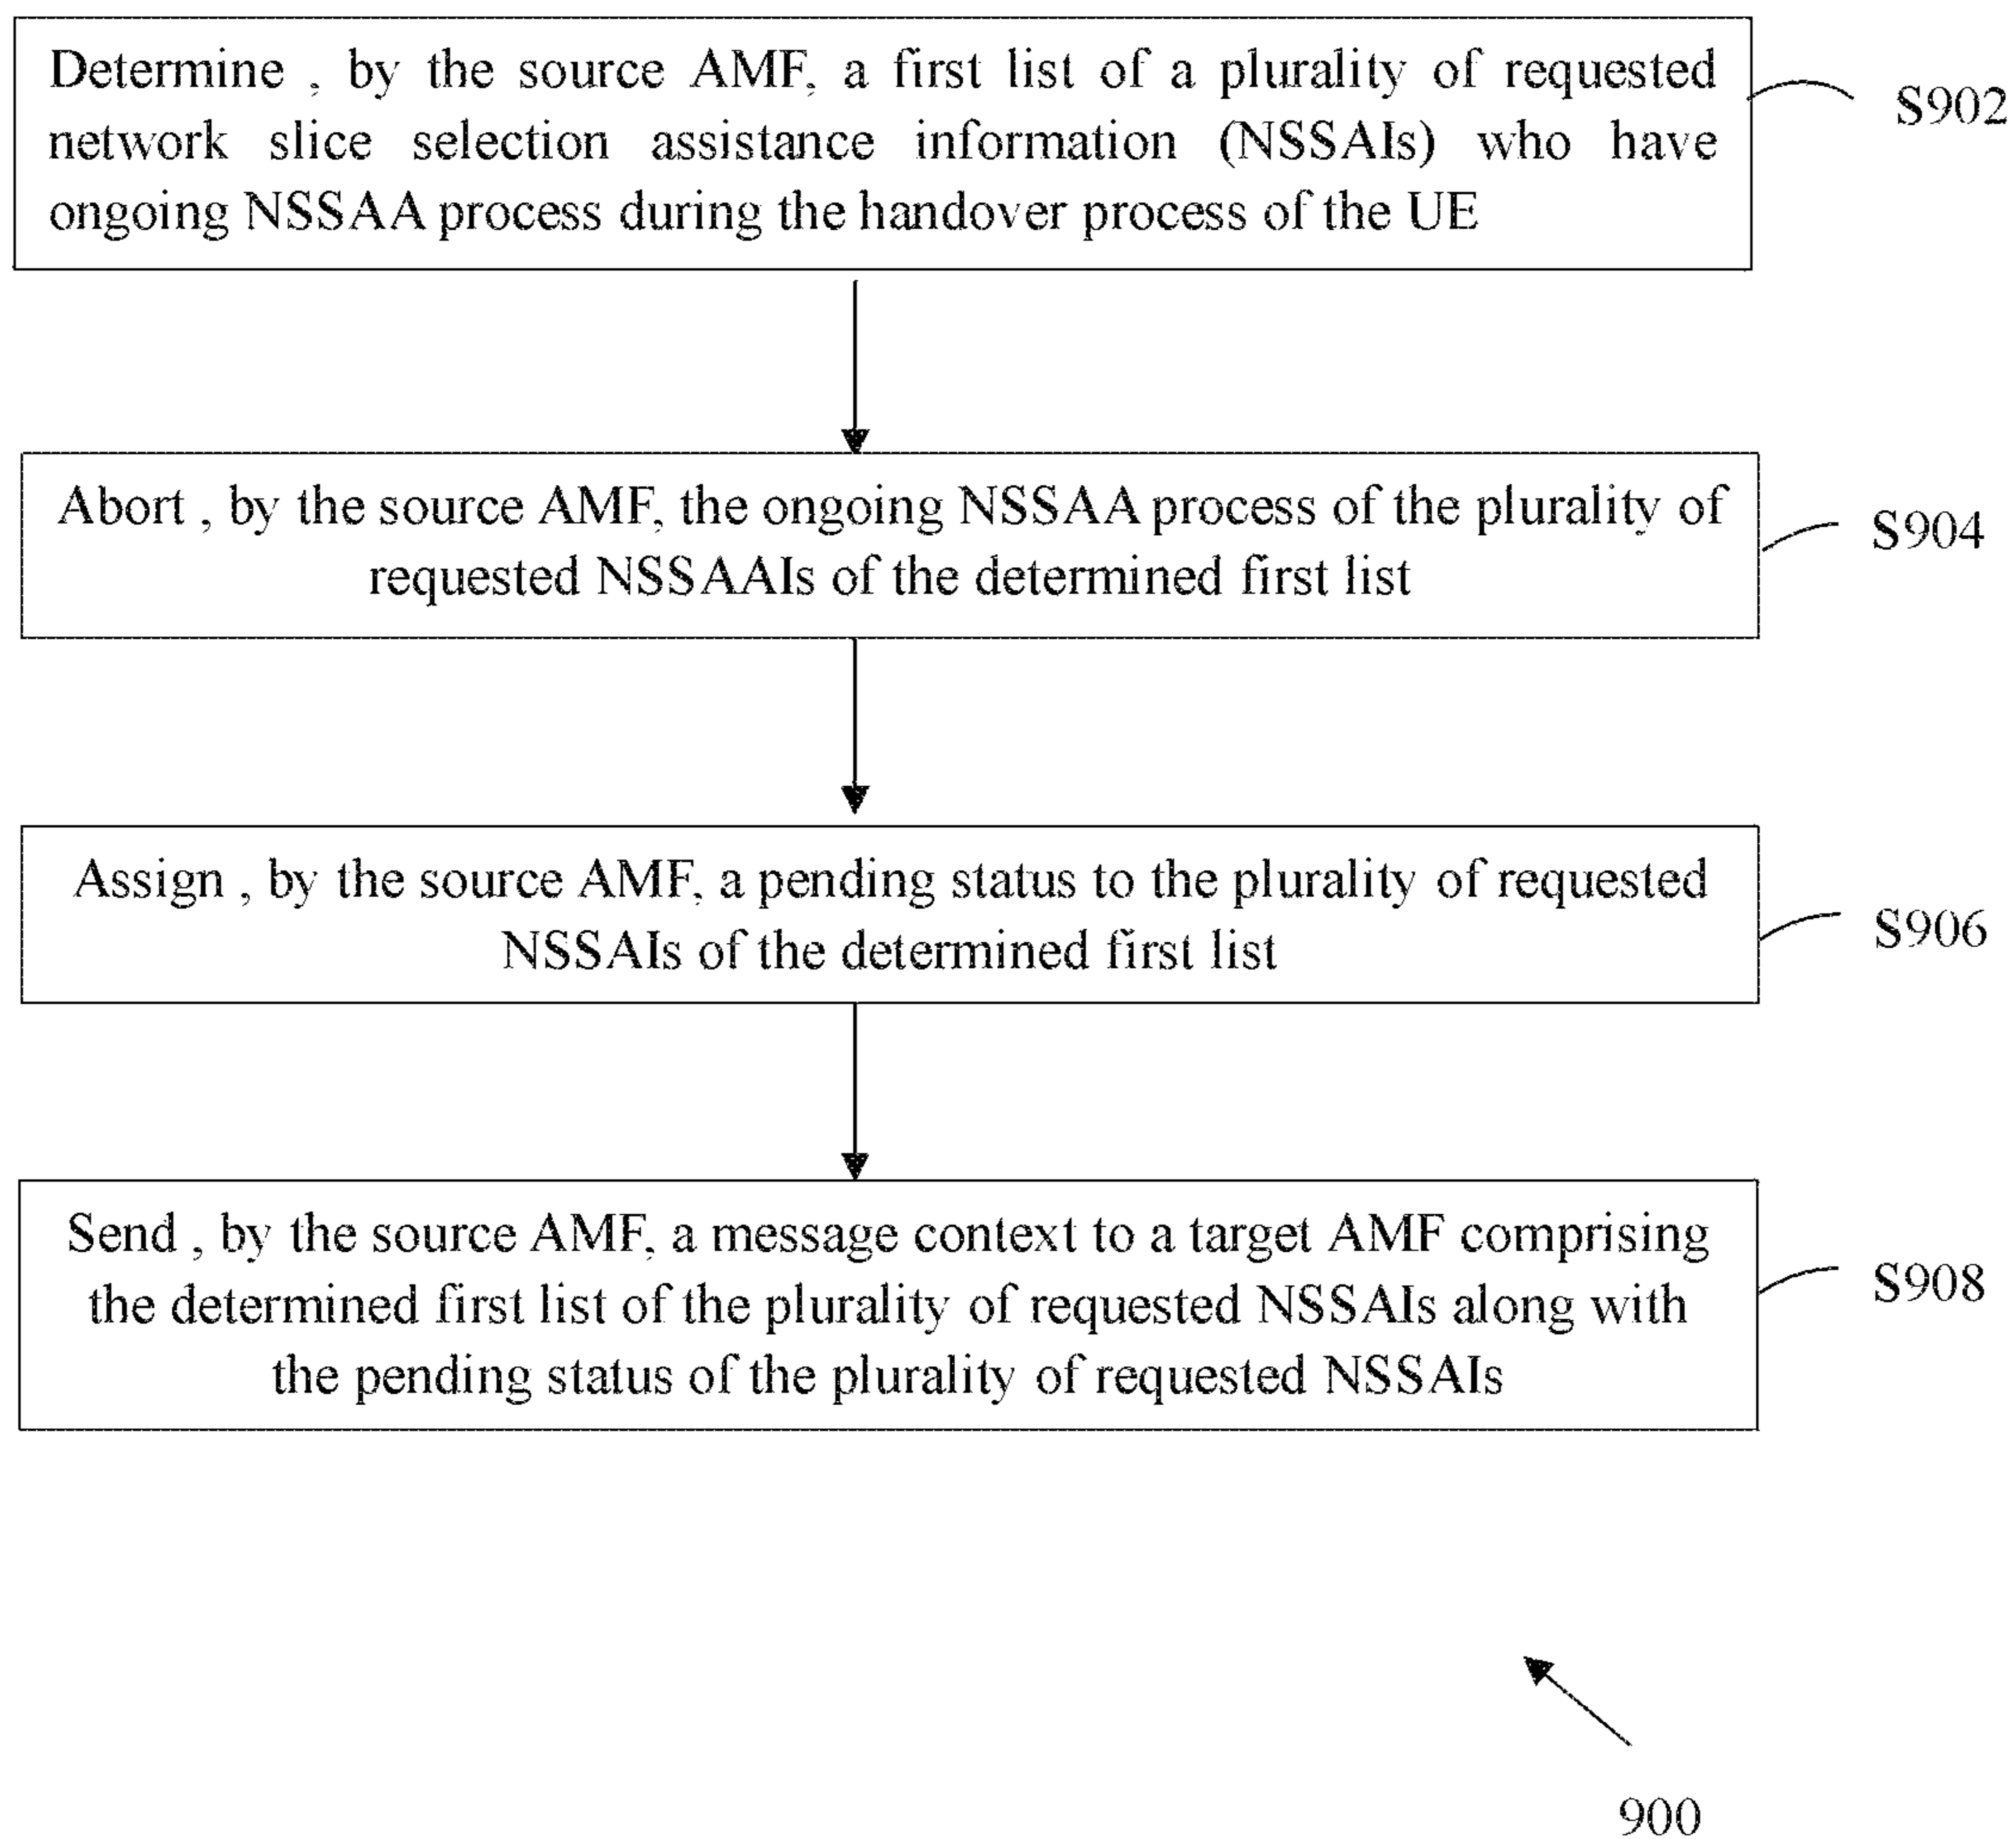 Determine , by the source AMF, a first list of a plurality of requested
network slice selection assistance information (NSSAIs) who have
ongoing NSSAA process during the handover process of the UE
S902
Abort , by the source AMF, the ongoing NSSAA process of the plurality of
requested NSSAAIs of the determined first list
S904
Assign , by the source AMF, a pending status to the plurality of requested
NSSAIs of the determined first list
S906
Send , by the source AMF, a message context to a target AMF comprising
the determined first list of the plurality of requested NSSAIs along with
the pending status of the plurality of requested NSSAIs
S908
900